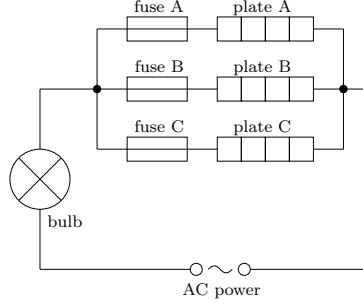 fuse A plate A
fuse B plate B
fuse C plate C
bulb
AC power